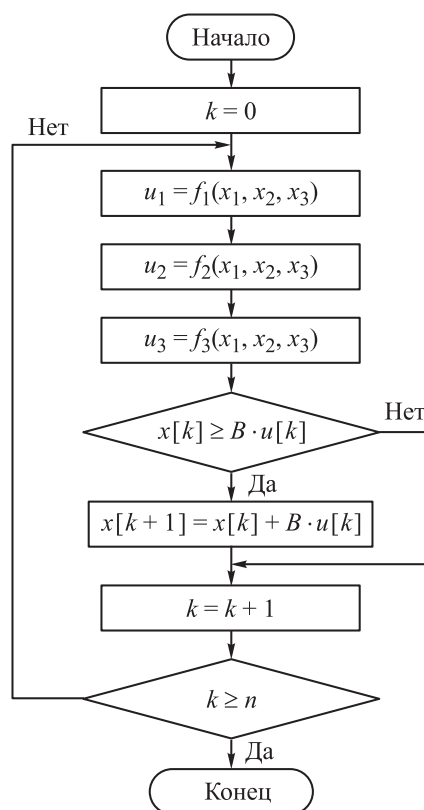 Начало
k = 0
Нет
u₁ = f₁(x₁, x₂, x₃)
u₂ = f₂(x₁, x₂, x₃)
u₃ = f₃(x₁, x₂, x₃)
x[k] ≥ B · u[k]
Нет
Да
x[k + 1] = x[k] + B · u[k]
k = k + 1
k ≥ n
Да
Конец